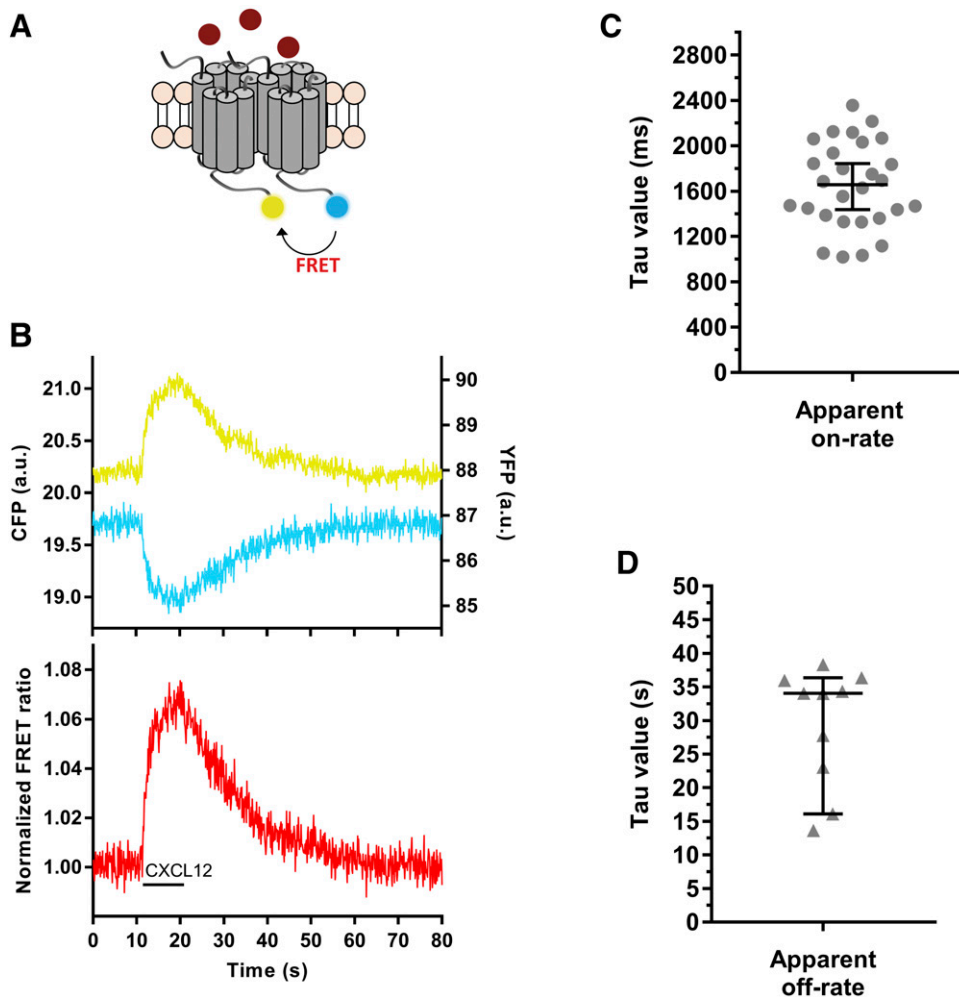 A
FRET
B
CFP (a.u.)
21.0
20.5
20.0
19.5
19.0
YFP (a.u.)
90
89
88
87
86
85
Normalized FRET ratio
1.08
1.06
1.04
1.02
1.00
CXCL12
0 10 20 30 40 50 60 70 80
Time (s)
C
Tau value (ms)
2800
2400
2000
1600
1200
800
400
0
Apparent
on-rate
D
Tau value (s)
50
45
40
35
30
25
20
15
10
5
0
Apparent
off-rate